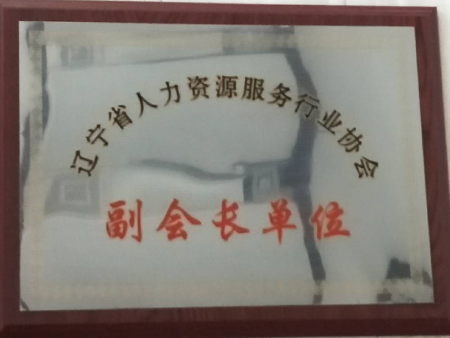 辽宁省人力资源服务行业协会
副会长单位